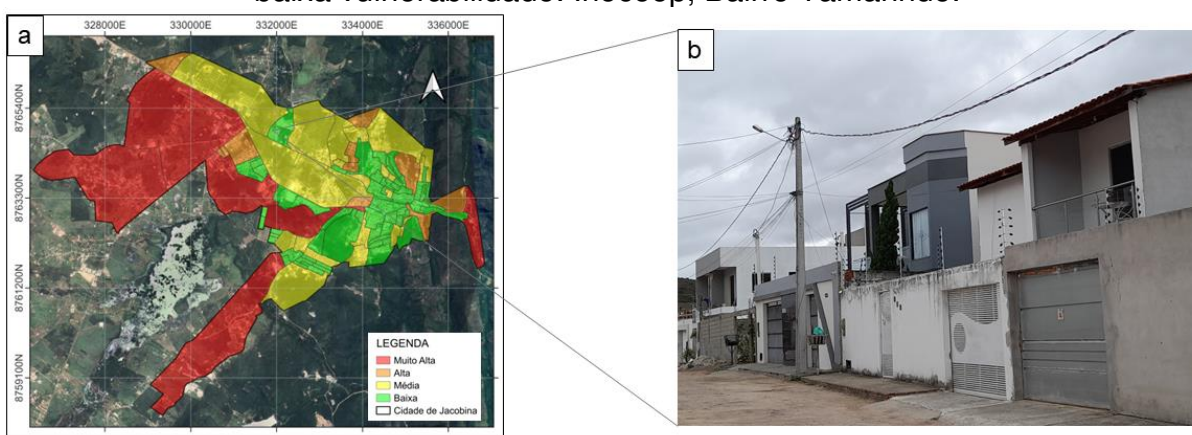 baixa vulnerabilidade. Inocoop, Bairro Tamarindo.
a
328000E 330000E 332000E 334000E 336000E
8765400N
8763300N
8761200N
8759100N
LEGENDA
Muito Alta
Alta
Média
Baixa
Cidade de Jacobina
b